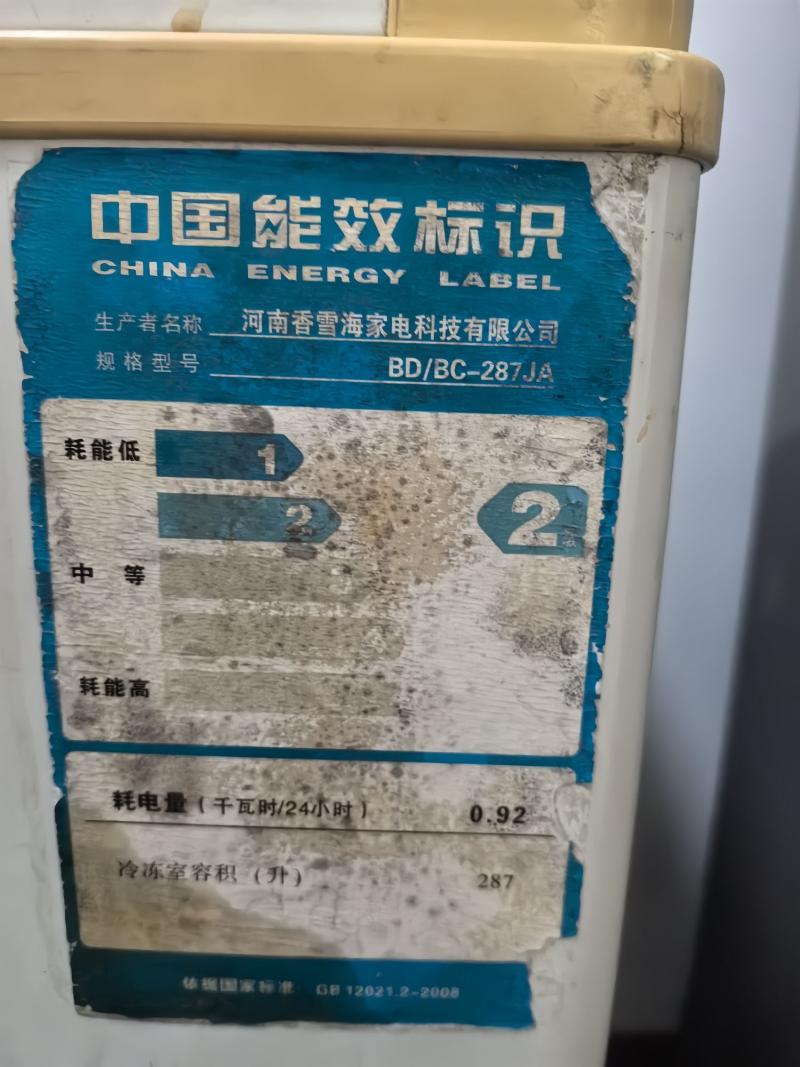 中国能效标识
CHINA ENERGY LABEL
生产者名称 河南香雪海家电科技有限公司
规格型号 BD/BC-287JA
耗能低 1
2 2级
中 等 3
4
耗能高
耗电量（千瓦时/24小时） 0.92
冷冻室容积（升） 287
依据国家标准 GB 12021.2-2008